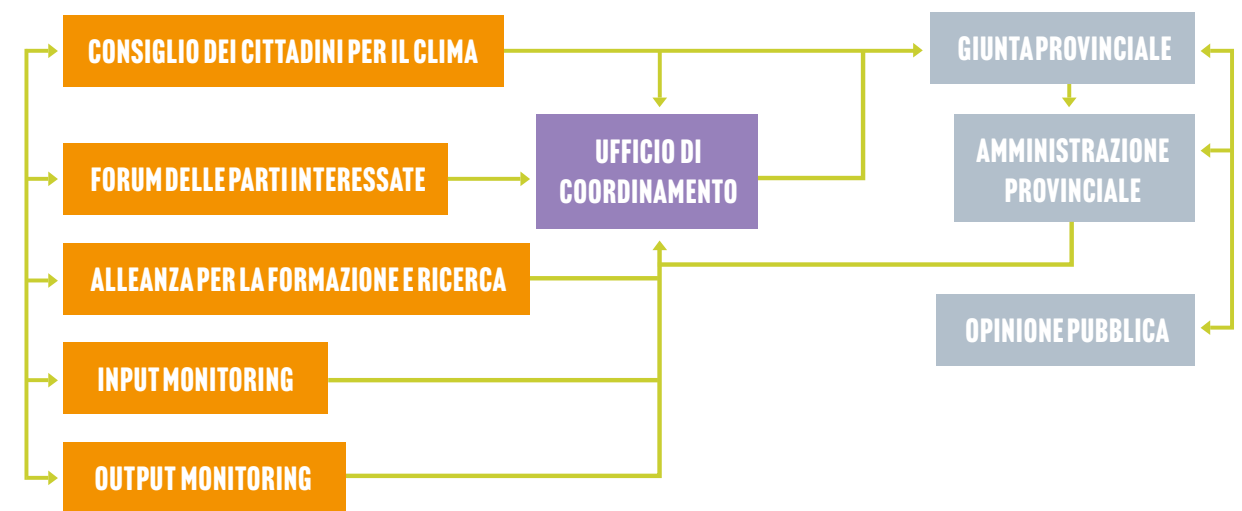 CONSIGLIO DEI CITTADINI PER IL CLIMA
GIUNTA PROVINCIALE
FORUM DELLE PARTI INTERESSATE
UFFICIO DI
COORDINAMENTO
AMMINISTRAZIONE
PROVINCIALE
ALLEANZA PER LA FORMAZIONE E RICERCA
OPINIONE PUBBLICA
INPUT MONITORING
OUTPUT MONITORING